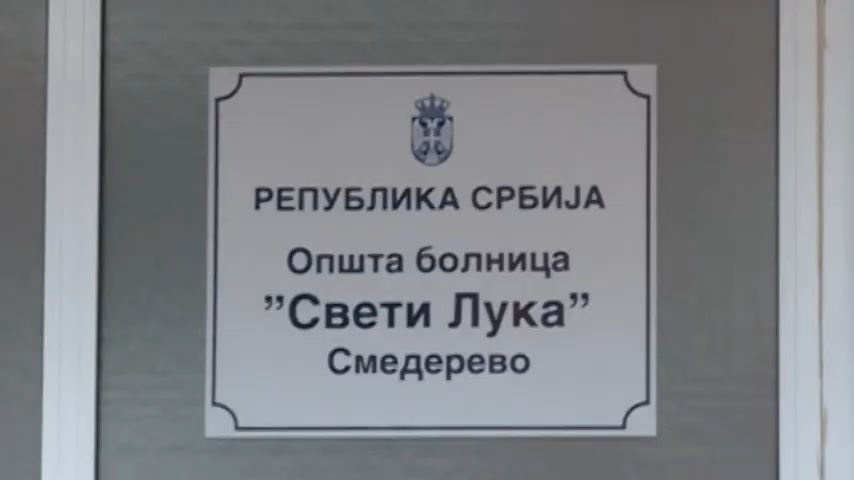 РЕПУБЛИКА СРБИЈА
Општа болница
”Свети Лука”
Смедерево